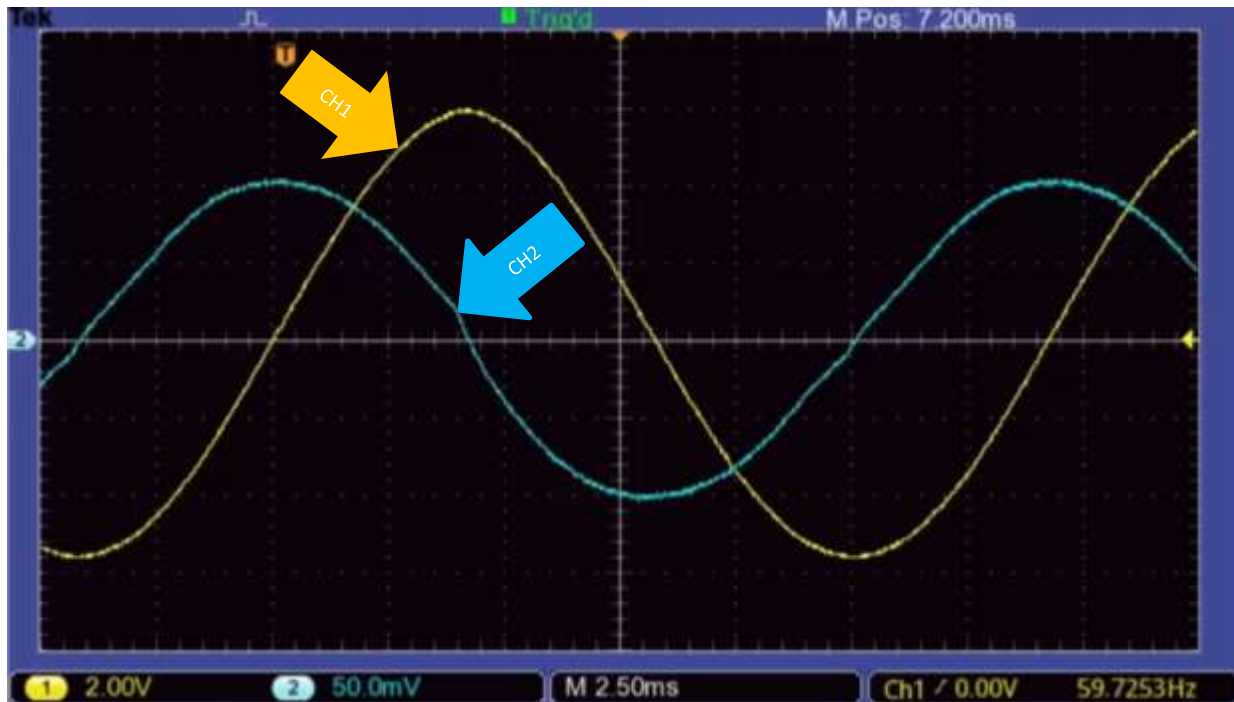 Tek Trig'd M Pos: 7.200ms
T
CH1
CH2
2
1 2.00V 2 50.0mV M 2.50ms Ch1 / 0.00V 59.7253Hz